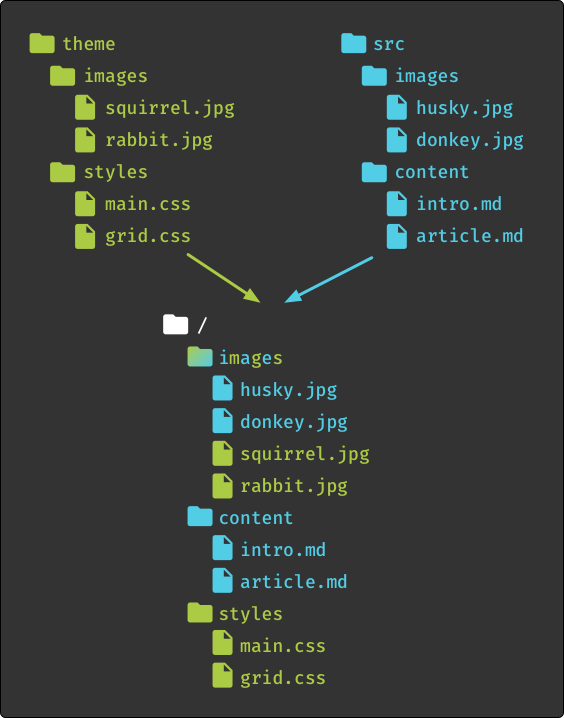 theme
images
squirrel.jpg
rabbit.jpg
styles
main.css
grid.css
src
images
husky.jpg
donkey.jpg
content
intro.md
article.md
/
images
husky.jpg
donkey.jpg
squirrel.jpg
rabbit.jpg
content
intro.md
article.md
styles
main.css
grid.css